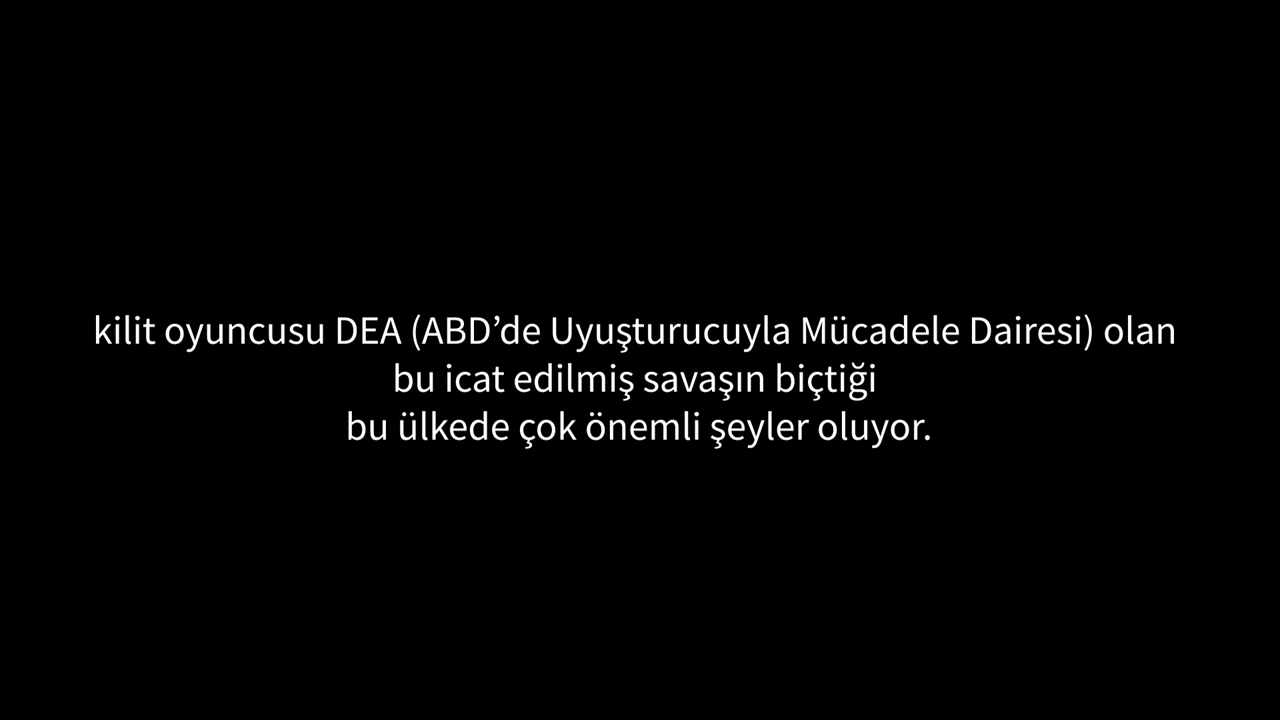 kilit oyuncusu DEA (ABD’de Uyuşturucuyla Mücadele Dairesi) olan
bu icat edilmiş savaşın biçtiği
bu ülkede çok önemli şeyler oluyor.